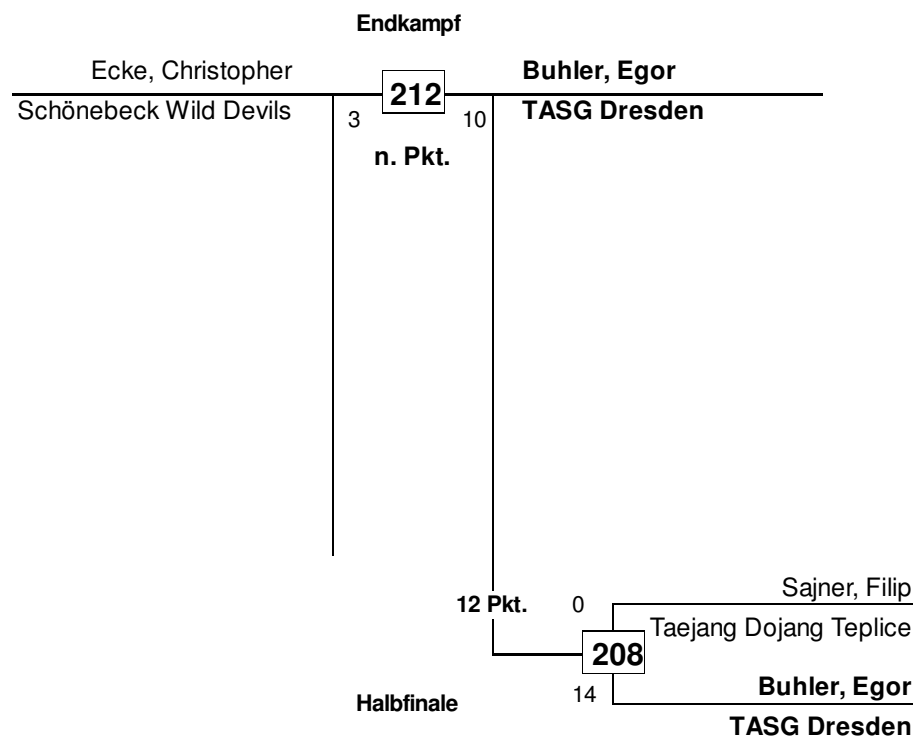 Endkampf
Ecke, Christopher
Schönebeck Wild Devils
212
Buhler, Egor
TASG Dresden
3
10
n. Pkt.
12 Pkt.
0
Sajner, Filip
Taejang Dojang Teplice
208
14
Buhler, Egor
TASG Dresden
Halbfinale